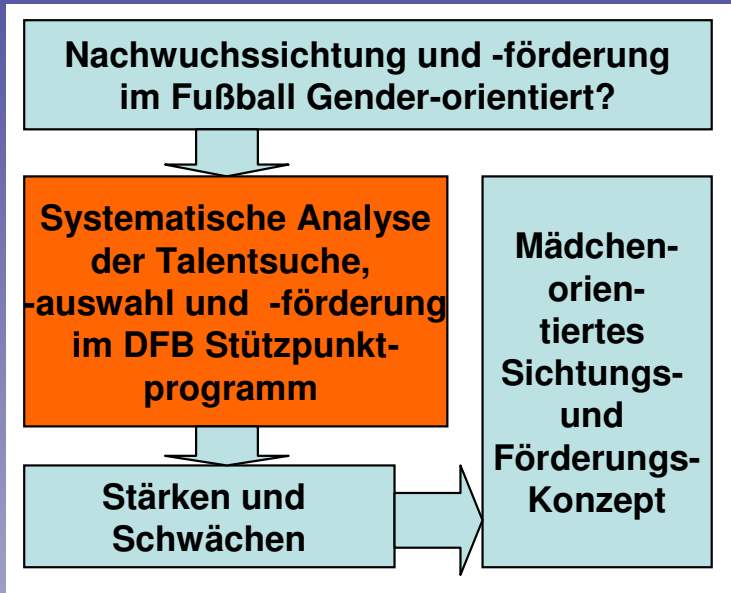 Nachwuchssichtung und -förderung
im Fußball Gender-orientiert?
Systematische Analyse
der Talentsuche,
-auswahl und -förderung
im DFB Stützpunkt-
programm
Stärken und
Schwächen
Mädchen-
orien-
tiertes
Sichtungs-
und
Förderungs-
Konzept